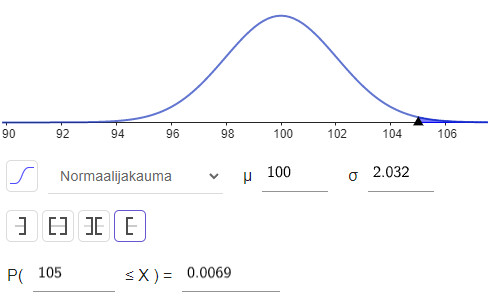 90 92 94 96 98 100 102 104 106
Normaalijakauma μ 100 σ 2.032
P( 105 ≤ X ) = 0.0069